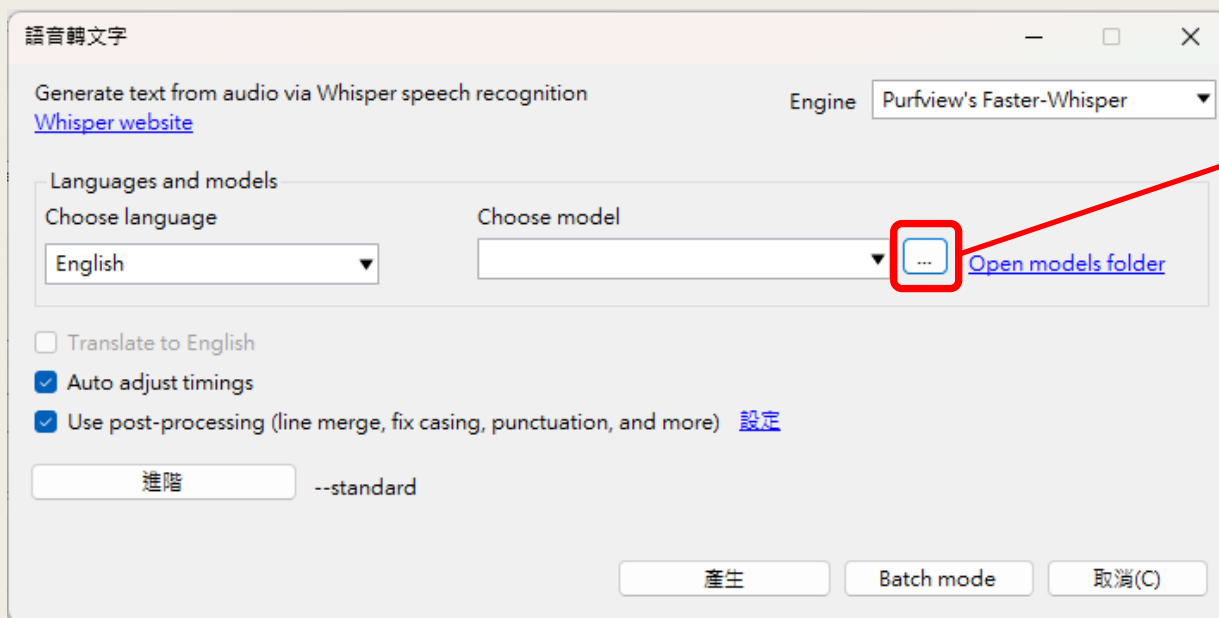 語音轉文字
Generate text from audio via Whisper speech recognition
Whisper website
Engine Purfview's Faster-Whisper
Languages and models
Choose language Choose model
English ... Open models folder
Translate to English
Auto adjust timings
Use post-processing (line merge, fix casing, punctuation, and more) 設定
進階 --standard
產生 Batch mode 取消(C)